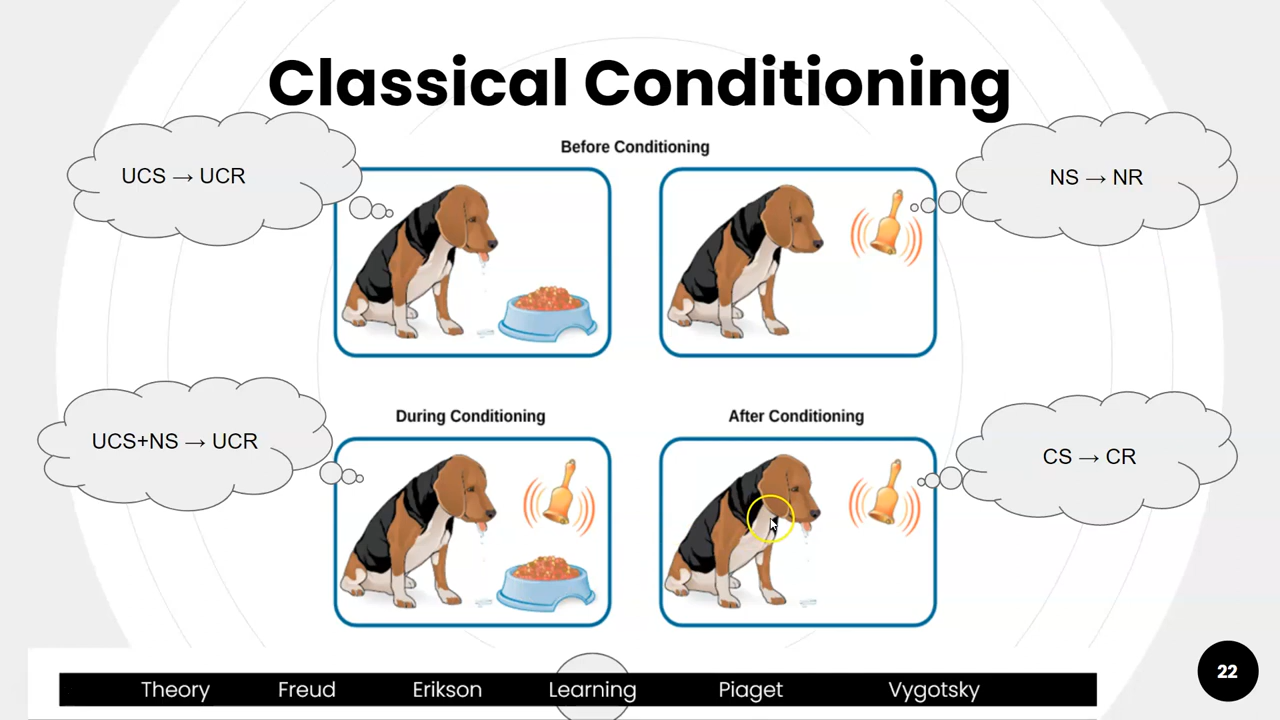 Classical Conditioning
Before Conditioning
UCS → UCR
NS → NR
During Conditioning
After Conditioning
UCS+NS → UCR
CS → CR
Theory Freud Erikson Learning Piaget Vygotsky
22